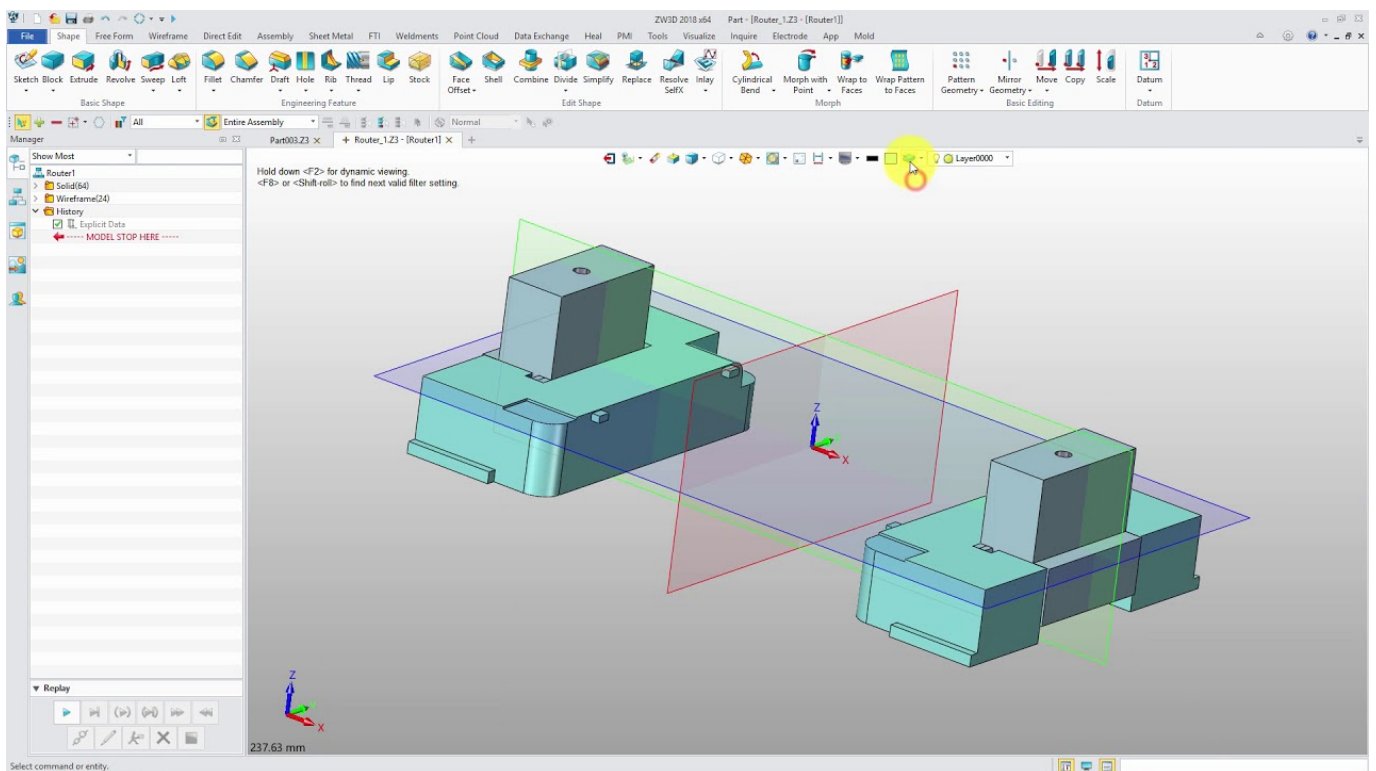 ZW3D 2018 x64 Part - [Router_1.Z3 - [Router1]]
File Shape Free Form Wireframe Direct Edit Assembly Sheet Metal FTI Weldments Point Cloud Data Exchange Heal PMI Tools Visualize Inquire Electrode App Mold
Sketch Block Extrude Revolve Sweep Loft Fillet Chamfer Draft Hole Rib Thread Lip Stock Face Offset Shell Combine Divide Simplify Replace Resolve SelfX Inlay Cylindrical Bend Morph with Point Wrap to Faces Wrap Pattern to Faces Pattern Geometry Mirror Geometry Move Copy Scale Datum
Basic Shape Engineering Feature Edit Shape Morph Basic Editing Datum
All Entire Assembly Normal
Manager Part003.Z3 + Router_1.Z3 - [Router1]
Show Most Layer0000
Router1
Solid(64)
Wireframe(24)
History
Explicit Data
----- MODEL STOP HERE -----
Hold down <F2> for dynamic viewing.
<F8> or <Shift-roll> to find next valid filter setting.
Z
X
Replay
Z
X
237.63 mm
Select command or entity.